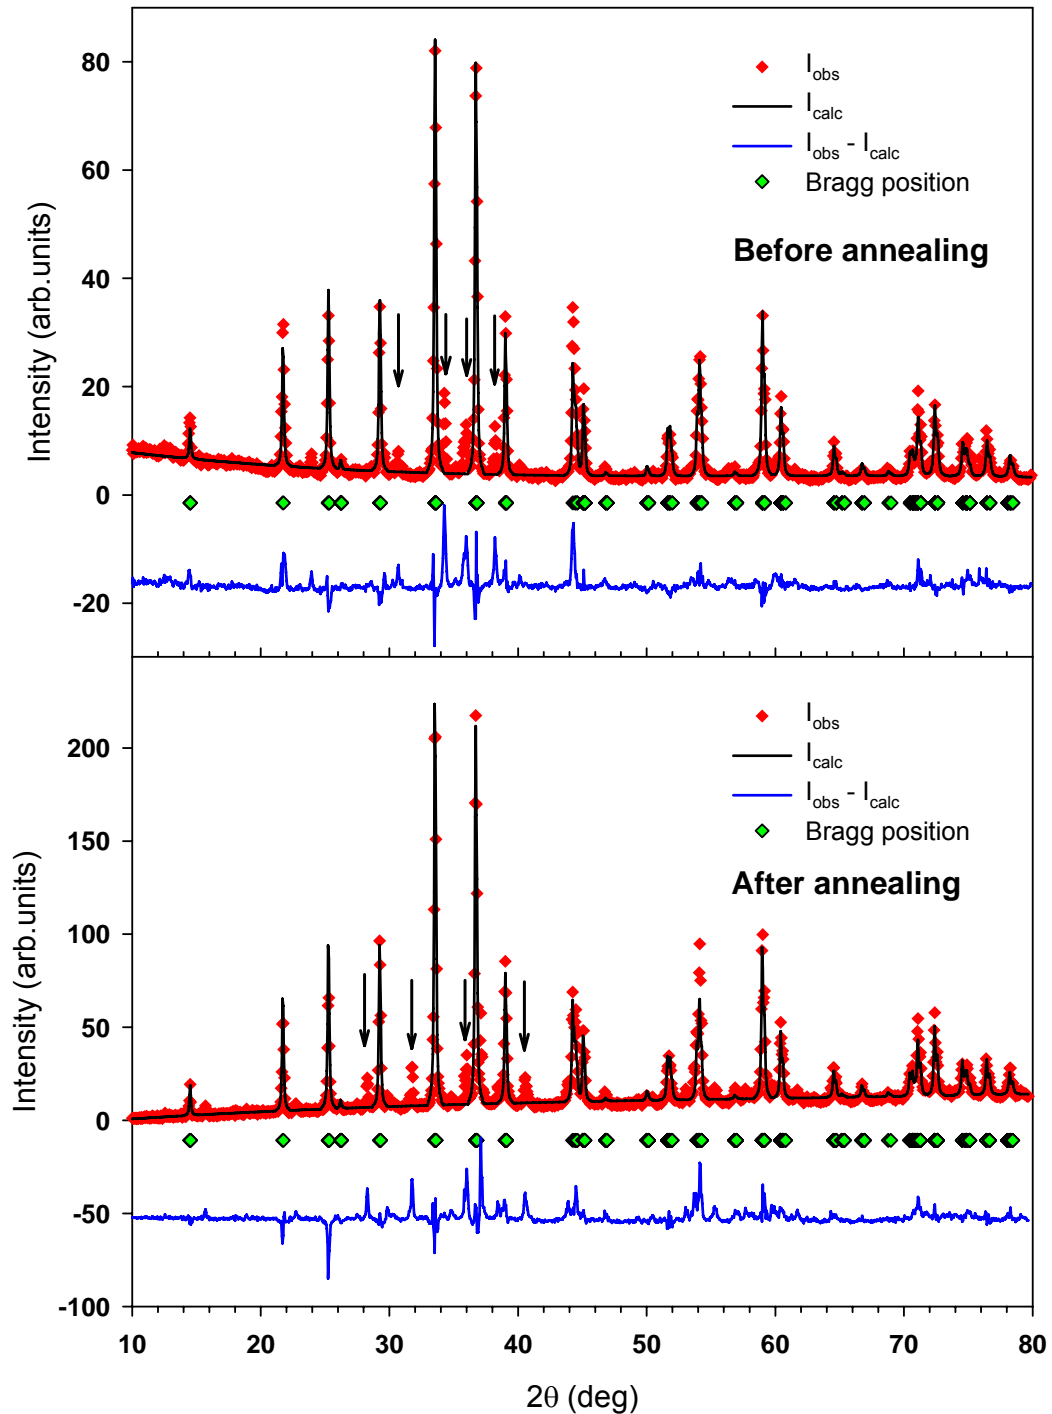 80
60
40
20
0
-20
Intensity (arb.units)
I_obs
I_calc
I_obs - I_calc
Bragg position
Before annealing
200
150
100
50
0
-50
-100
Intensity (arb.units)
I_obs
I_calc
I_obs - I_calc
Bragg position
After annealing
10 20 30 40 50 60 70 80
2θ (deg)